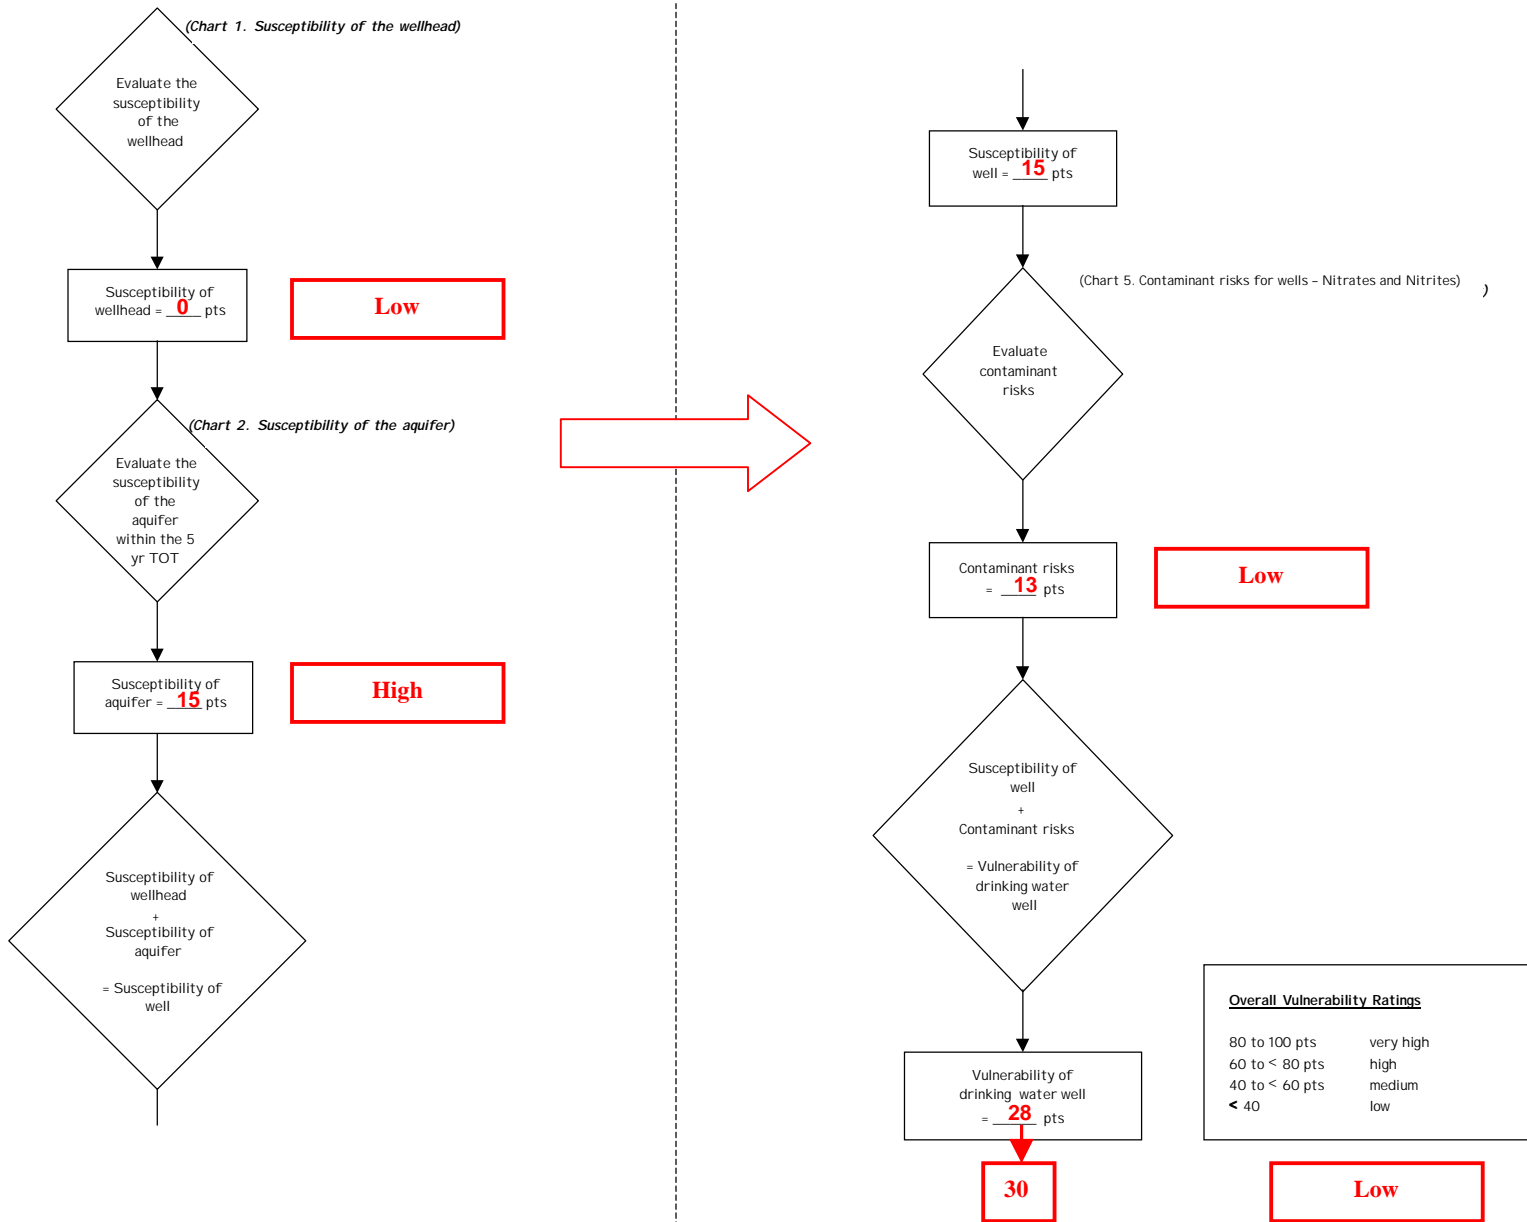 (Chart 1. Susceptibility of the wellhead)
Evaluate the
susceptibility
of the
wellhead
Susceptibility of
wellhead = 0 pts
Low
(Chart 2. Susceptibility of the aquifer)
Evaluate the
susceptibility
of the
aquifer
within the 5
yr TOT
Susceptibility of
aquifer = 15 pts
High
Susceptibility of
wellhead
+
Susceptibility of
aquifer
= Susceptibility of
well
Susceptibility of
well = 15 pts
(Chart 5. Contaminant risks for wells – Nitrates and Nitrites)
)
Evaluate
contaminant
risks
Contaminant risks
= 13 pts
Low
Susceptibility of
well
+
Contaminant risks
= Vulnerability of
drinking water
well
Vulnerability of
drinking water well
= 28 pts
30
Overall Vulnerability Ratings
80 to 100 pts very high
60 to < 80 pts high
40 to < 60 pts medium
< 40 low
Low